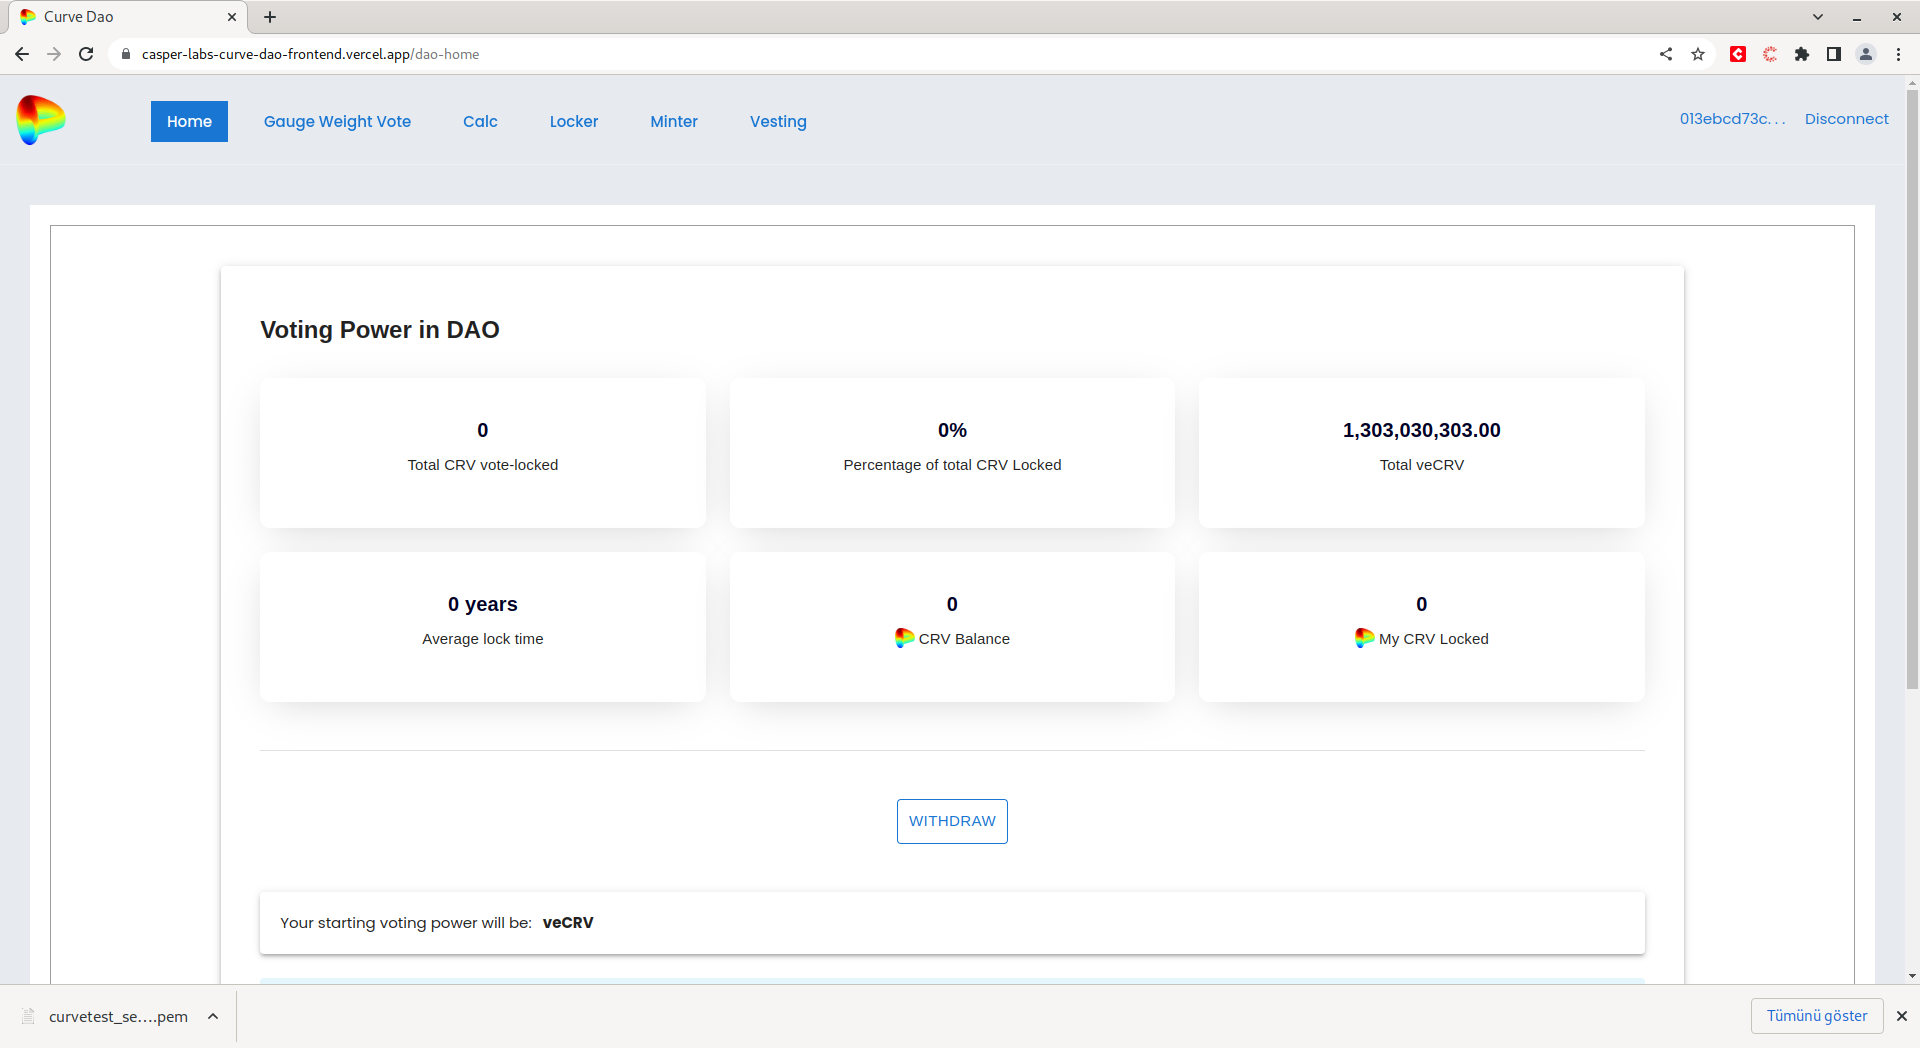 Curve Dao
casper-labs-curve-dao-frontend.vercel.app/dao-home
Home Gauge Weight Vote Calc Locker Minter Vesting 013ebcd73c... Disconnect
Voting Power in DAO
0
Total CRV vote-locked
0%
Percentage of total CRV Locked
1,303,030,303.00
Total veCRV
0 years
Average lock time
0
CRV Balance
0
My CRV Locked
WITHDRAW
Your starting voting power will be: veCRV
curvetest_se....pem
Tümünü göster